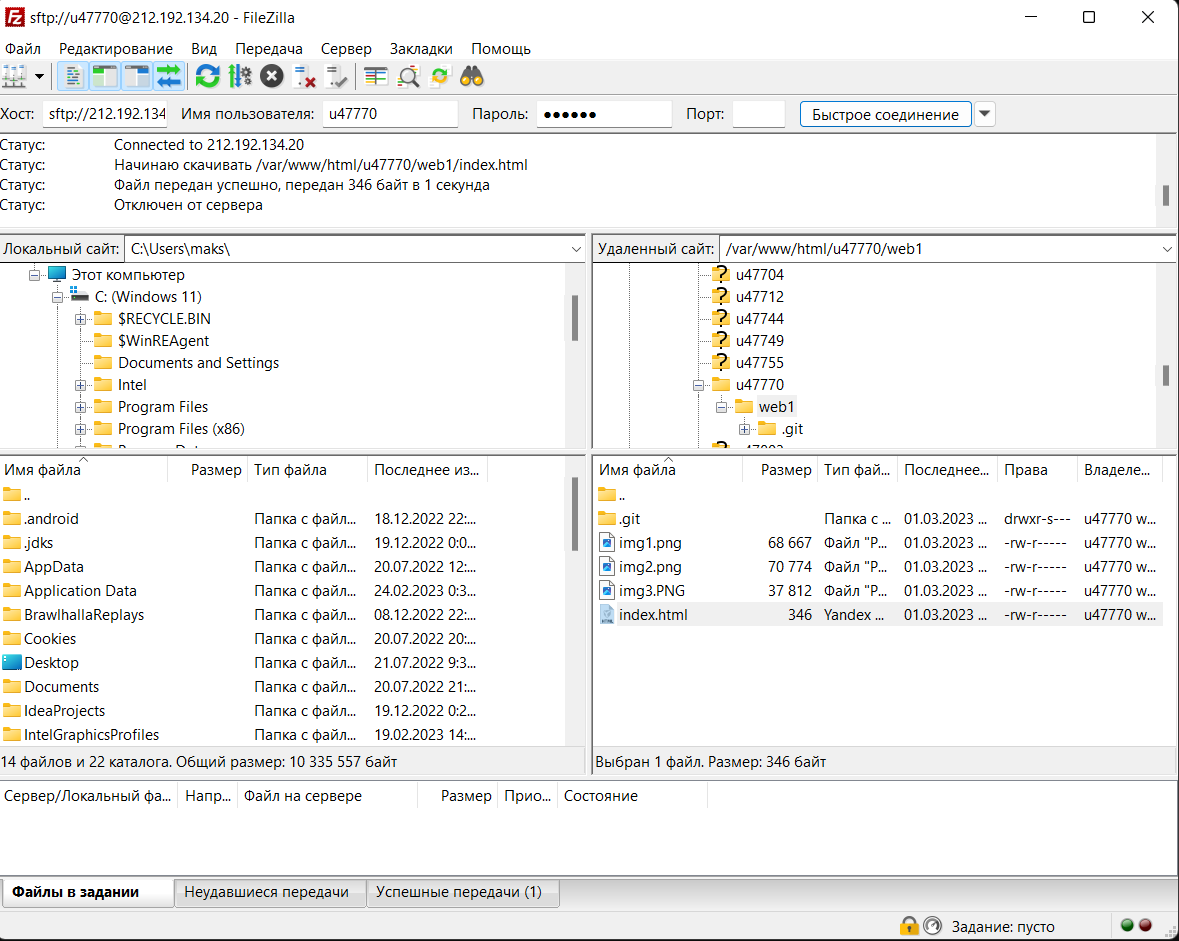 sftp://u47770@212.192.134.20 - FileZilla
Файл Редактирование Вид Передача Сервер Закладки Помощь
Хост: sftp://212.192.134 Имя пользователя: u47770 Пароль: ●●●●●● Порт: Быстрое соединение
Статус: Connected to 212.192.134.20
Статус: Начинаю скачивать /var/www/html/u47770/web1/index.html
Статус: Файл передан успешно, передан 346 байт в 1 секунда
Статус: Отключен от сервера
Локальный сайт: C:\Users\maks\
Этот компьютер
C: (Windows 11)
$RECYCLE.BIN
$WinREAgent
Documents and Settings
Intel
Program Files
Program Files (x86)
Удаленный сайт: /var/www/html/u47770/web1
u47704
u47712
u47744
u47749
u47755
u47770
web1
.git
Имя файла Размер Тип файла Последнее из...
..
.android Папка с файл... 18.12.2022 22:...
.jdks Папка с файл... 19.12.2022 0:0...
AppData Папка с файл... 20.07.2022 12:...
Application Data Папка с файл... 24.02.2023 0:3...
BrawlhallaReplays Папка с файл... 08.12.2022 22:...
Cookies Папка с файл... 20.07.2022 20:...
Desktop Папка с файл... 21.07.2022 9:3...
Documents Папка с файл... 20.07.2022 21:...
IdeaProjects Папка с файл... 19.12.2022 0:2...
IntelGraphicsProfiles Папка с файл... 19.02.2023 14:...
14 файлов и 22 каталога. Общий размер: 10 335 557 байт
Имя файла Размер Тип фай... Последнее... Права Владеле...
..
.git Папка с ... 01.03.2023 ... drwxr-s--- u47770 w...
img1.png 68 667 Файл "P... 01.03.2023 ... -rw-r----- u47770 w...
img2.png 70 774 Файл "P... 01.03.2023 ... -rw-r----- u47770 w...
img3.PNG 37 812 Файл "P... 01.03.2023 ... -rw-r----- u47770 w...
index.html 346 Yandex ... 01.03.2023 ... -rw-r----- u47770 w...
Выбран 1 файл. Размер: 346 байт
Сервер/Локальный фа... Напр... Файл на сервере Размер Прио... Состояние
Файлы в задании Неудавшиеся передачи Успешные передачи (1)
Задание: пусто